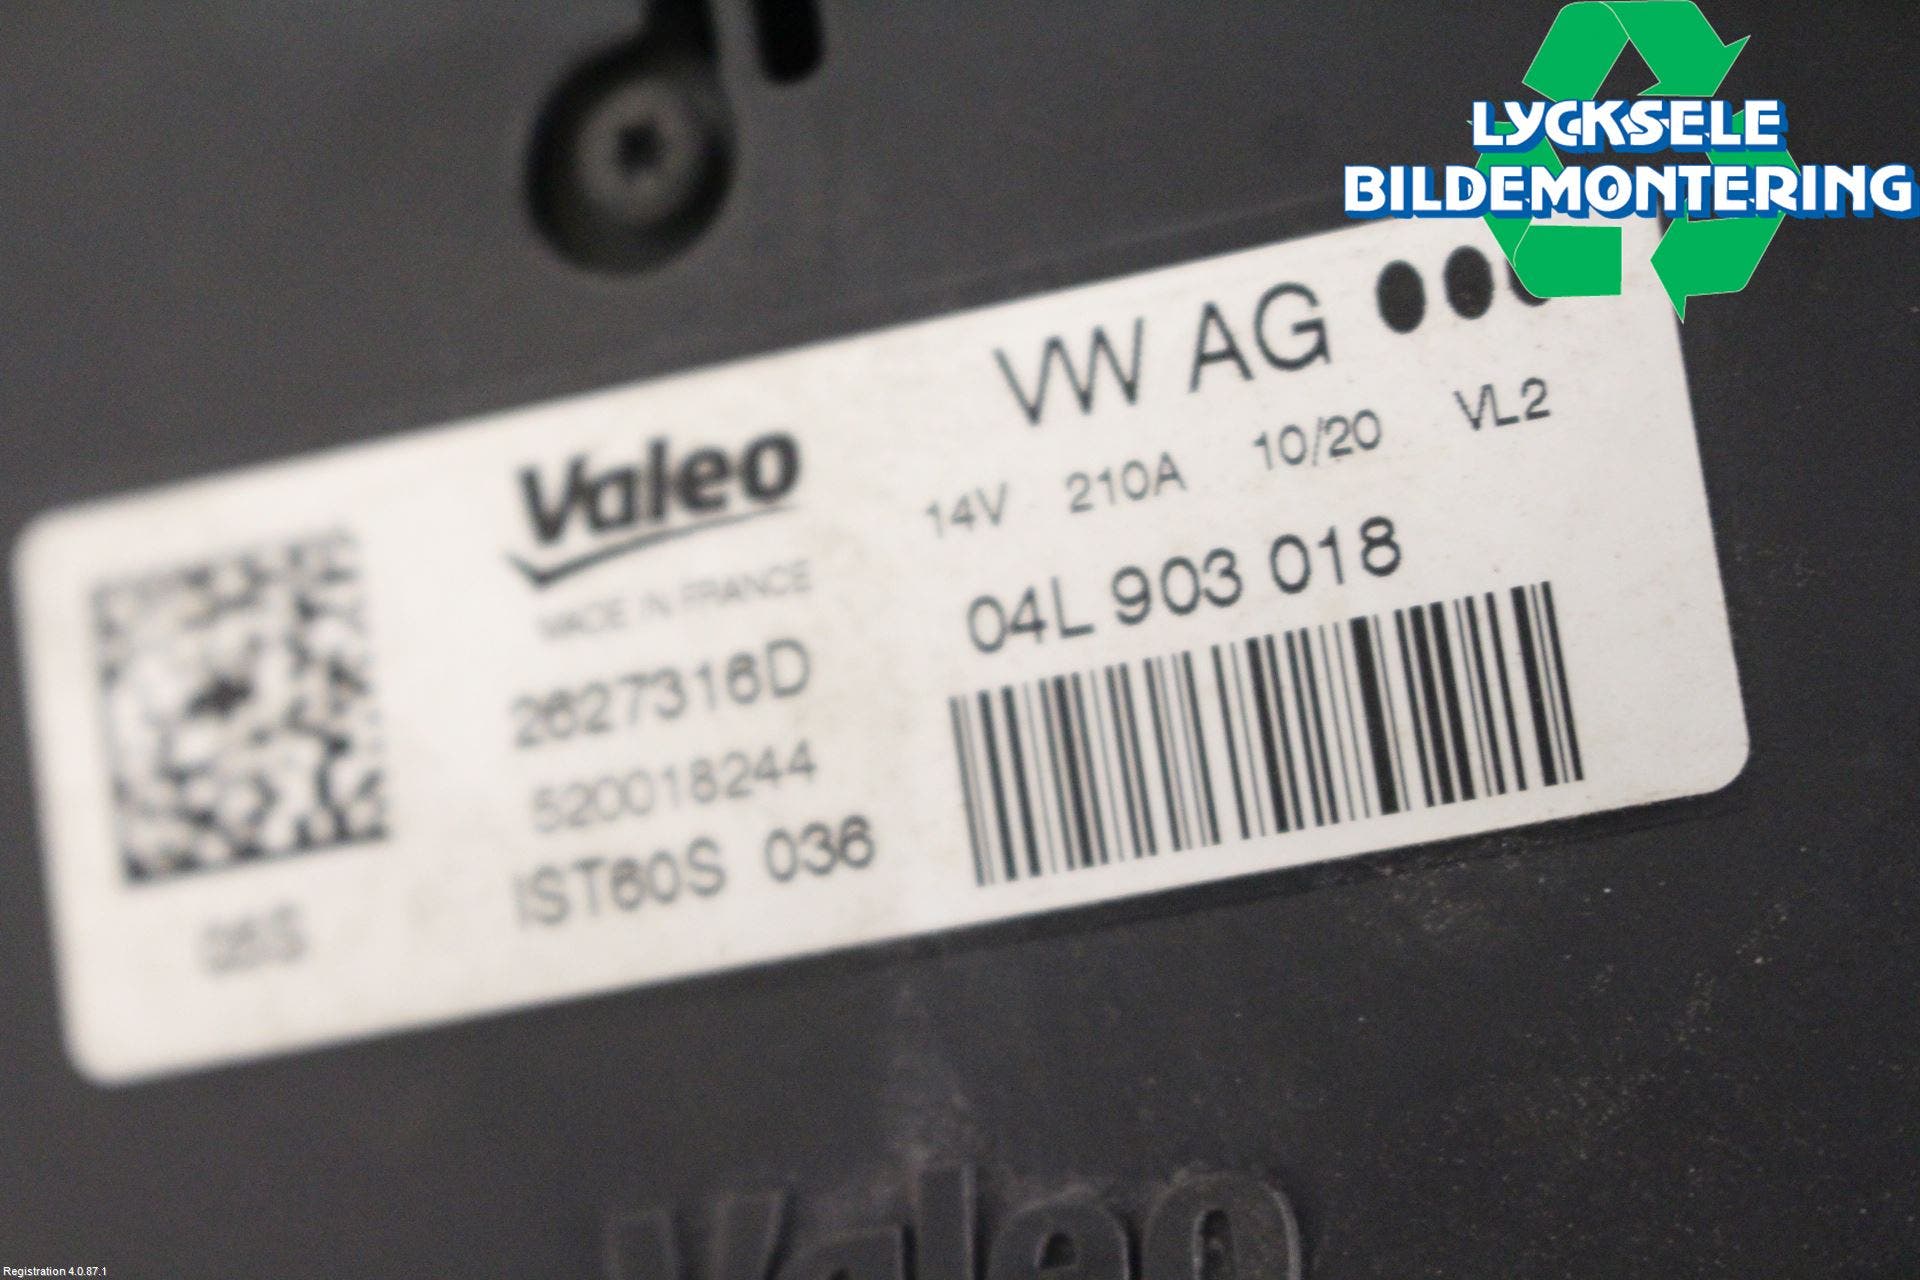 LYCKSELE
BILDEMONTERING
VW AG
Valeo
14V 210A 10/20 VL2
MADE IN FRANCE
04L 903 018
2627316D
520018244
IST60S 036
Valeo
Registration 4.0.87.1